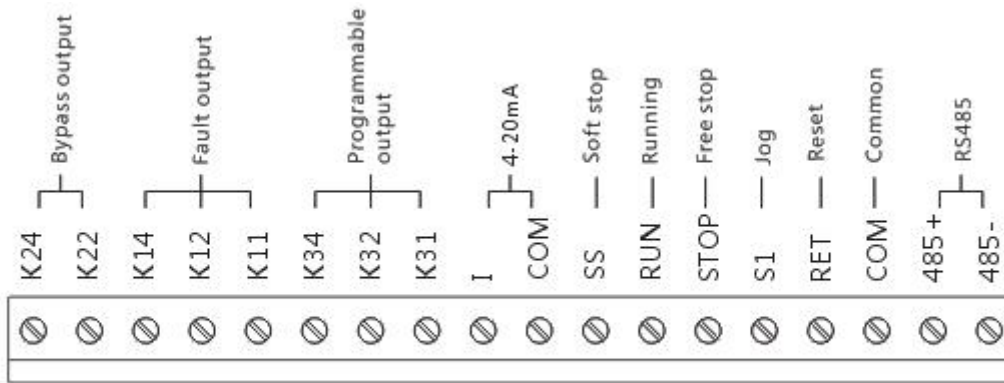 Bypass output
Fault output
Programmable
output
4-20mA
Soft stop
Running
Free stop
Jog
Reset
Common
RS485
K24
K22
K14
K12
K11
K34
K32
K31
I
COM
SS
RUN
STOP
S1
RET
COM
485+
485-